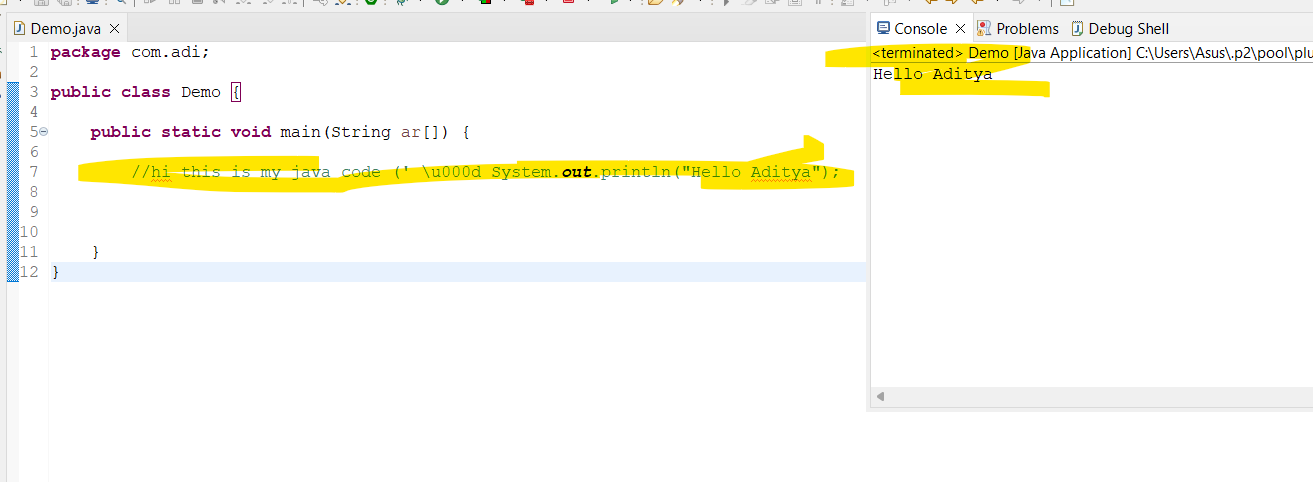 Demo.java
1 package com.adi;
2
3 public class Demo {
4
5 public static void main(String ar[]) {
6
7 //hi this is my java code (' \u000d System.out.println("Hello Aditya");
8
9
10
11 }
12 }
Console Problems Debug Shell
<terminated> Demo [Java Application] C:\Users\Asus\.p2\pool\plu
Hello Aditya